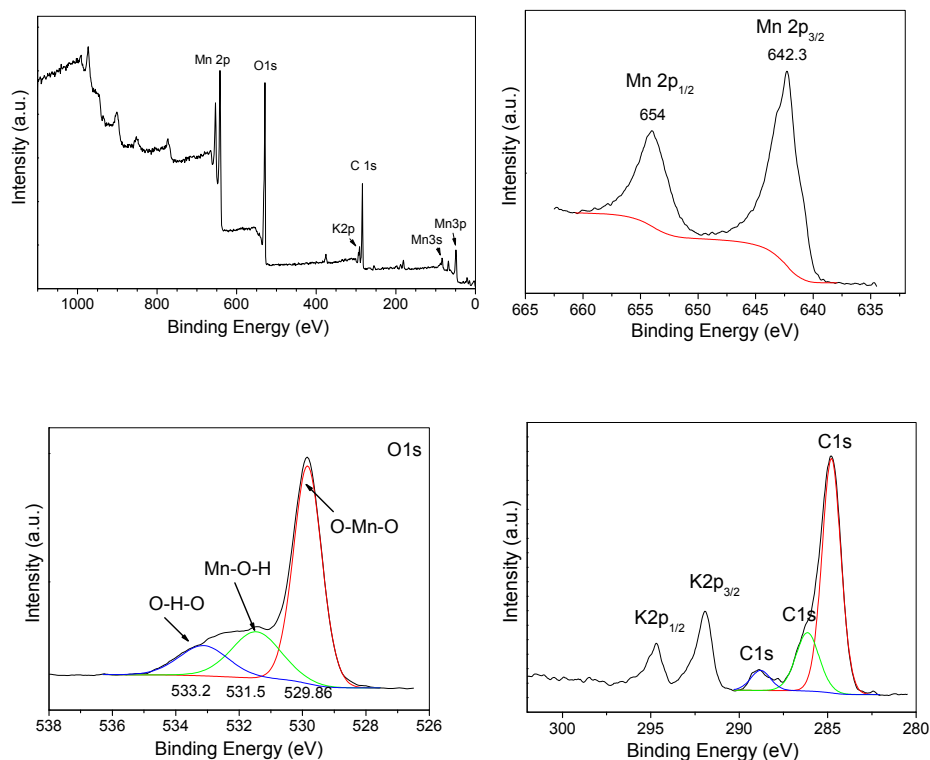 Mn 2p
O1s
C 1s
K2p
Mn3s
Mn3p
Intensity (a.u.)
1000 800 600 400 200 0
Binding Energy (eV)
Mn 2p3/2
642.3
Mn 2p1/2
654
Intensity (a.u.)
665 660 655 650 645 640 635
Binding Energy (eV)
O1s
O-Mn-O
Mn-O-H
O-H-O
533.2 531.5 529.86
Intensity (a.u.)
538 536 534 532 530 528 526
Binding Energy (eV)
C1s
K2p3/2
K2p1/2
C1s
C1s
Intensity (a.u.)
300 295 290 285 280
Binding Energy (eV)